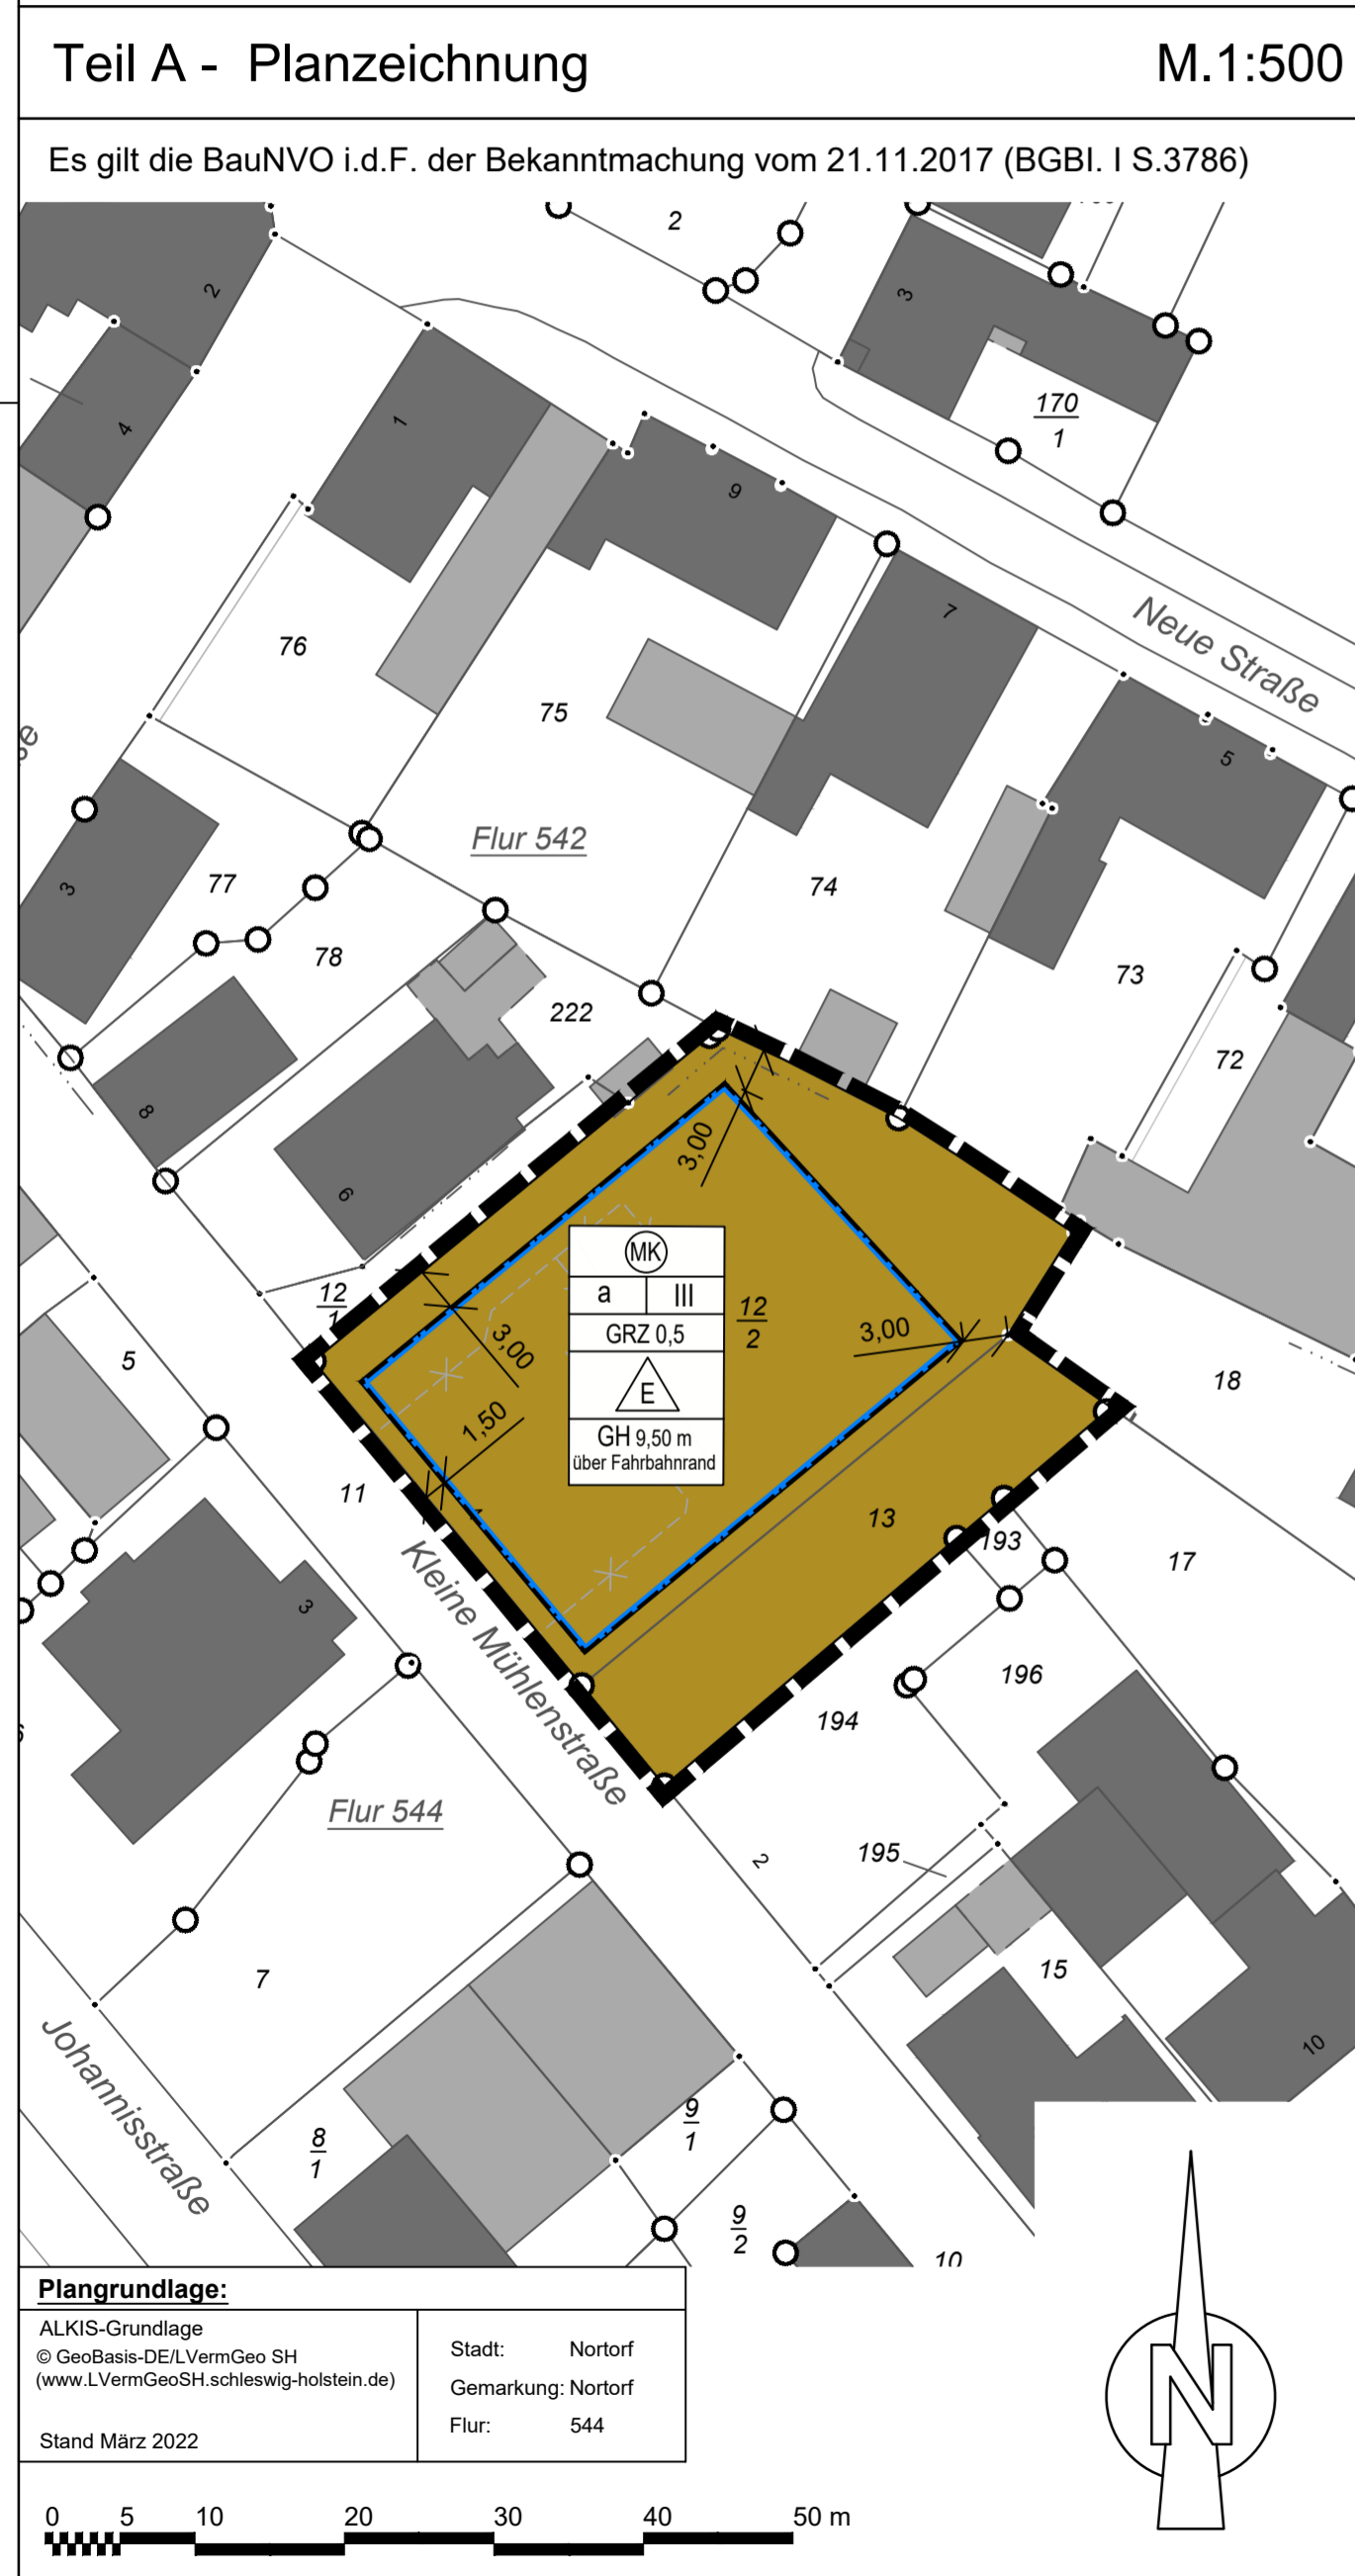 Teil A - Planzeichnung
M.1:500
Es gilt die BauNVO i.d.F. der Bekanntmachung vom 21.11.2017 (BGBl. I S.3786)
2
2
3
170
1
4
1
9
7
Neue Straße
76
75
5
Flur 542
3
77
74
78
73
222
72
8
6
3,00
MK
a III
GRZ 0,5
E
GH 9,50 m
über Fahrbahnrand
12
1
12
2
3,00
3,00
1,50
5
18
11
13
193
17
Kleine Mühlenstraße
3
196
194
Flur 544
195
2
7
15
10
Johannisstraße
8
1
9
1
9
2
10
Plangrundlage:
ALKIS-Grundlage
© GeoBasis-DE/LVermGeo SH
(www.LVermGeoSH.schleswig-holstein.de)
Stand März 2022
Stadt: Nortorf
Gemarkung: Nortorf
Flur: 544
N
0 5 10 20 30 40 50 m